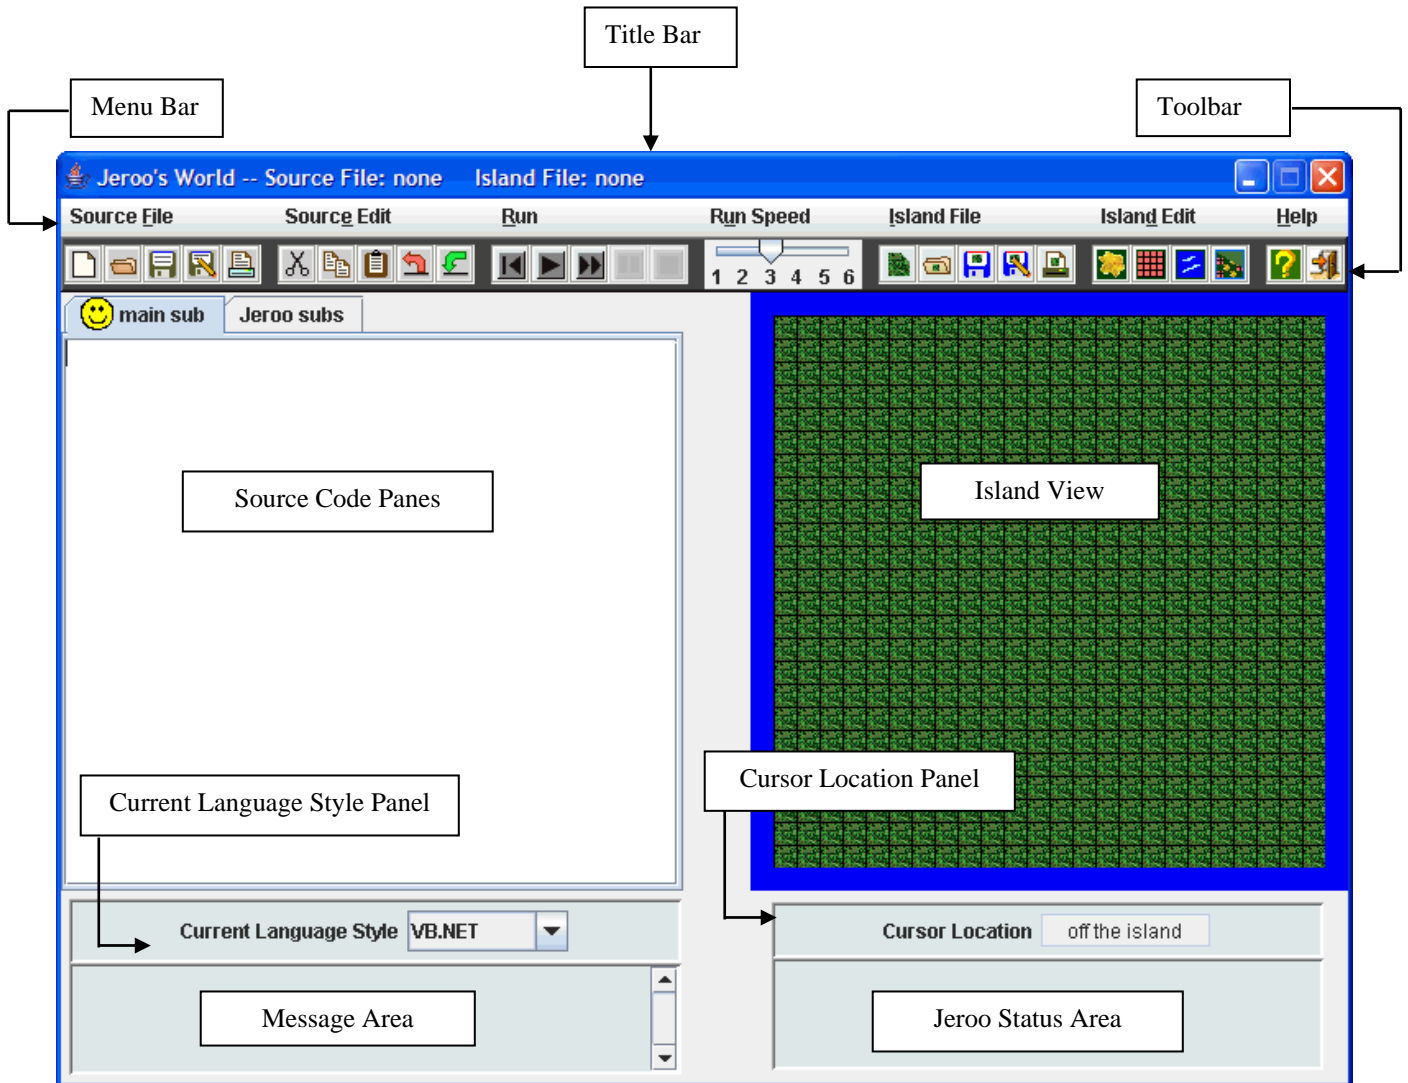 Title Bar
Menu Bar
Toolbar
Jeroo's World -- Source File: none Island File: none
Source File Source Edit Run Run Speed Island File Island Edit Help
1 2 3 4 5 6
main sub Jeroo subs
Source Code Panes
Island View
Cursor Location Panel
Current Language Style Panel
Current Language Style VB.NET
Cursor Location off the island
Message Area
Jeroo Status Area